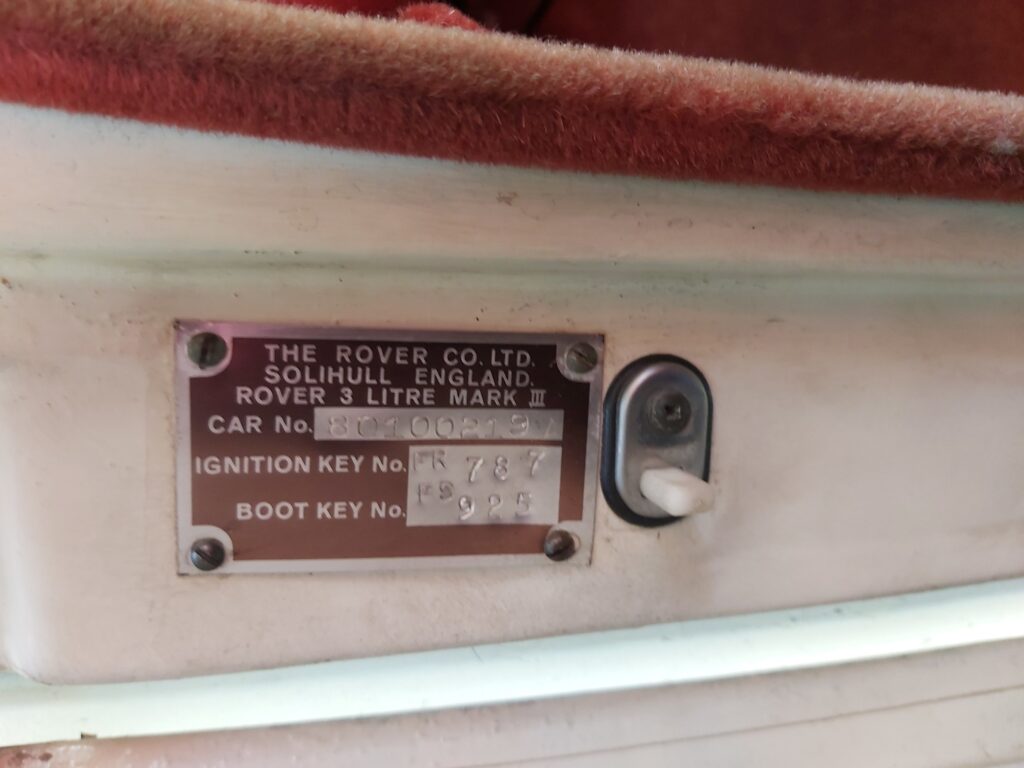 THE ROVER CO. LTD.
SOLIHULL ENGLAND.
ROVER 3 LITRE MARK III
CAR No. 80100219V
IGNITION KEY No. FR 787
BOOT KEY No. FS 925